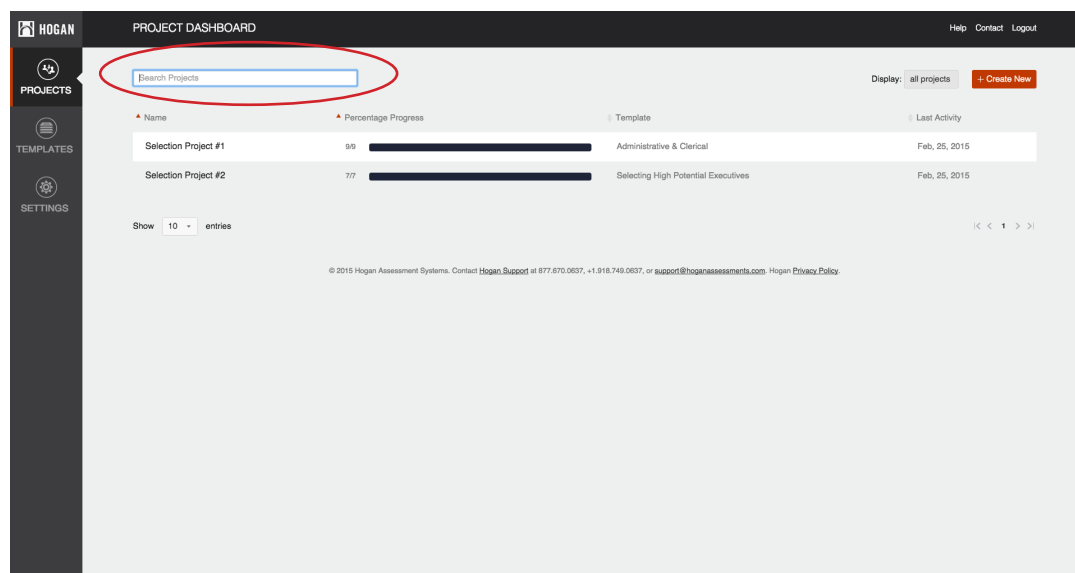 HOGAN
PROJECT DASHBOARD
Help Contact Logout
PROJECTS
TEMPLATES
SETTINGS
Search Projects
Display: all projects + Create New
Name Percentage Progress Template Last Activity
Selection Project #1 9/9 Administrative & Clerical Feb, 25, 2015
Selection Project #2 7/7 Selecting High Potential Executives Feb, 25, 2015
Show 10 entries
|< < 1 > >|
© 2015 Hogan Assessment Systems. Contact Hogan Support at 877.670.0637, +1.918.749.0637, or support@hoganassessments.com. Hogan Privacy Policy.